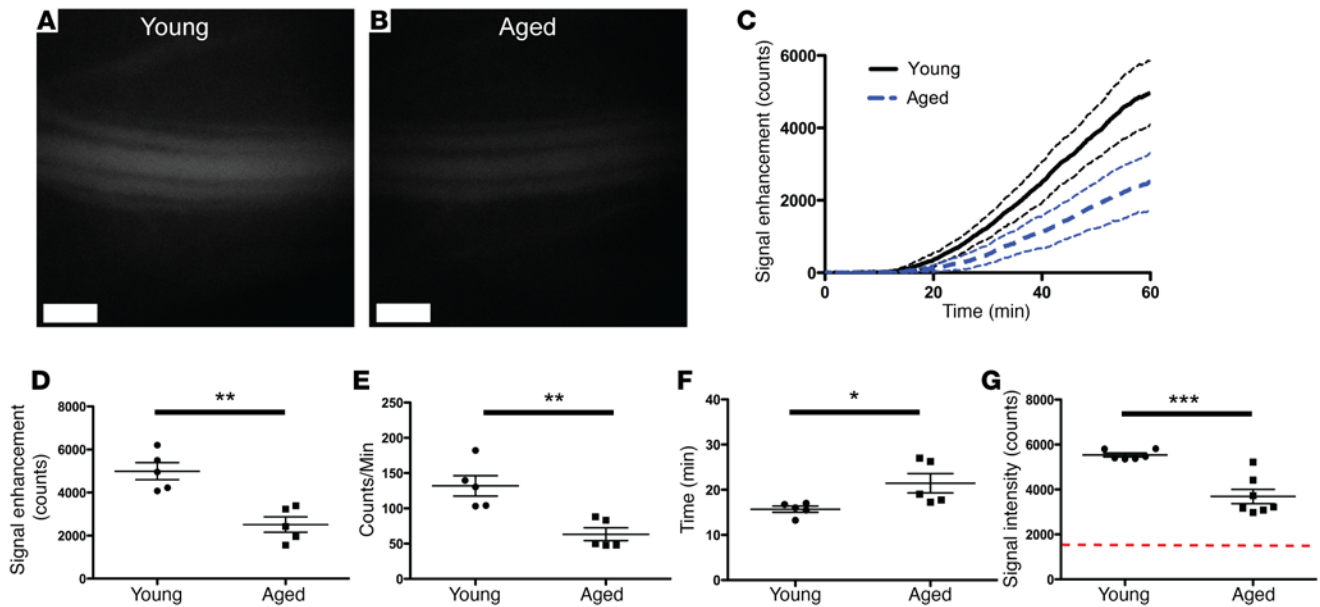 A
Young
B
Aged
C
Signal enhancement (counts)
6000
4000
2000
0
Young
Aged
0
20
40
60
Time (min)
D
Signal enhancement
(counts)
8000
6000
4000
2000
0
**
Young
Aged
E
Counts/Min
250
200
150
100
50
0
**
Young
Aged
F
Time (min)
40
30
20
10
0
*
Young
Aged
G
Signal intensity (counts)
8000
6000
4000
2000
0
***
Young
Aged